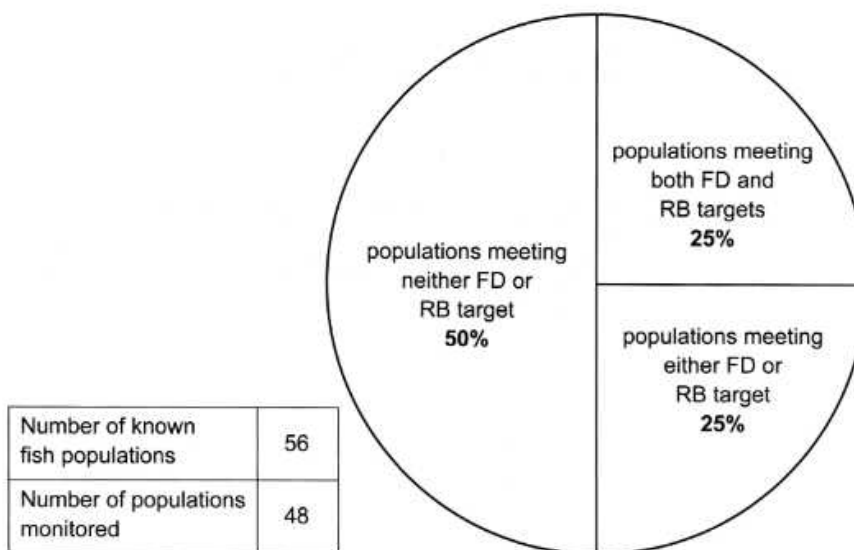 populations meeting
both FD and
RB targets
25%
populations meeting
neither FD or
RB target
50%
populations meeting
either FD or
RB target
25%
Number of known
fish populations
56
Number of populations
monitored
48